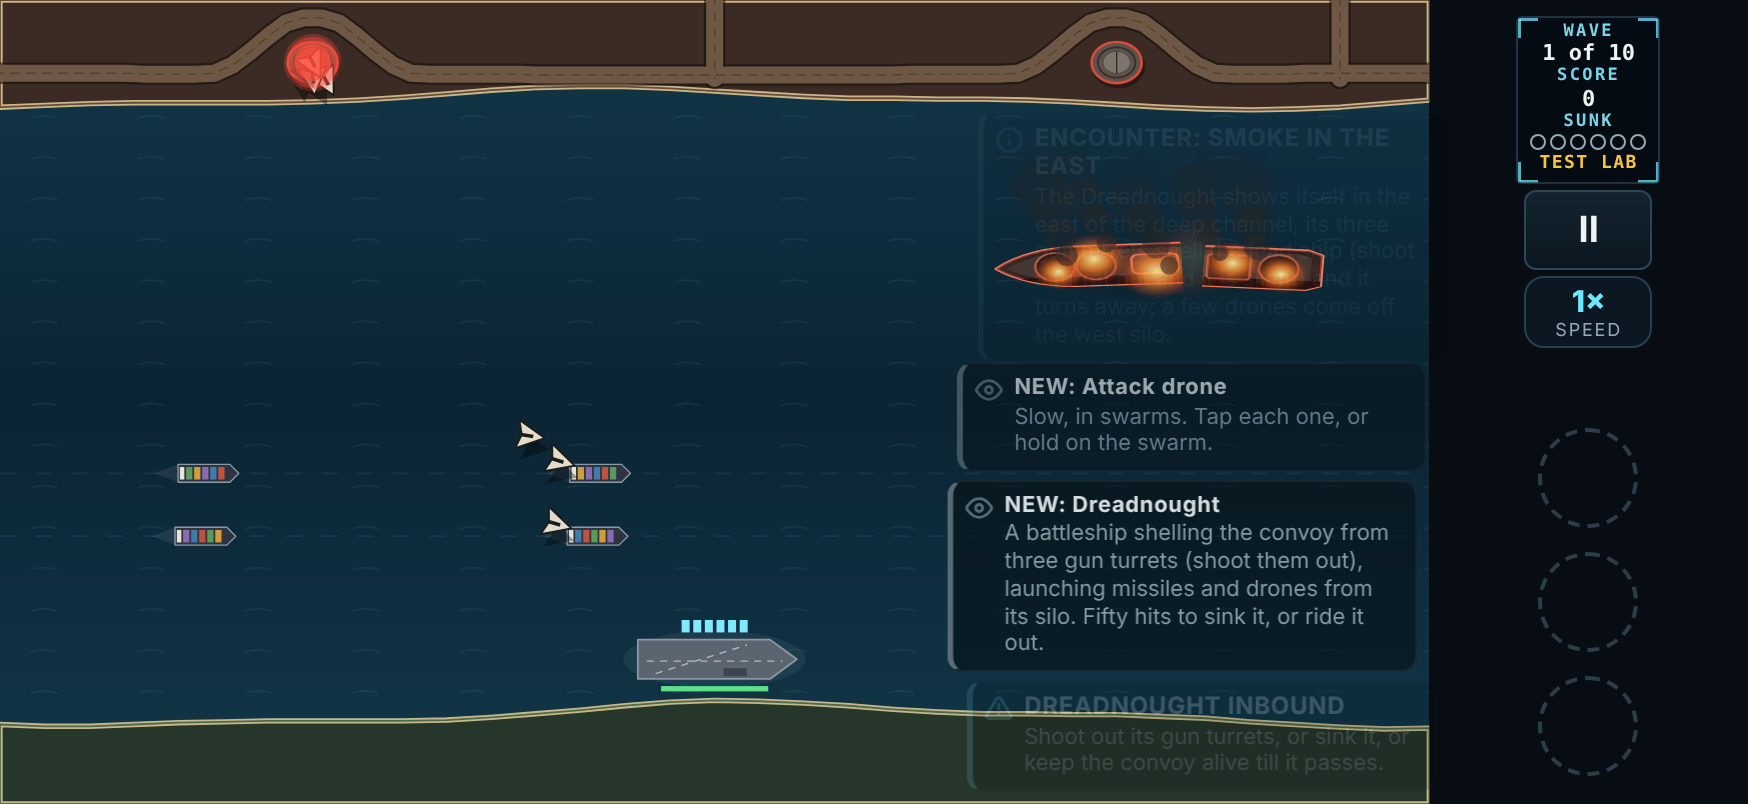 WAVE
1 of 10
SCORE
0
SUNK
TEST LAB
1×
SPEED
ENCOUNTER: SMOKE IN THE
EAST
The Dreadnought shows itself in the
east of the deep channel, its three
ship (shoot
and it
turns away; a few drones come off
the west silo.
NEW: Attack drone
Slow, in swarms. Tap each one, or
hold on the swarm.
NEW: Dreadnought
A battleship shelling the convoy from
three gun turrets (shoot them out),
launching missiles and drones from
its silo. Fifty hits to sink it, or ride it
out.
DREADNOUGHT INBOUND
Shoot out its gun turrets, or sink it, or
keep the convoy alive till it passes.